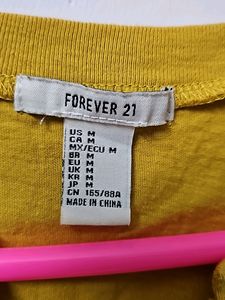 FOREVER 21
US M
CA M
MX/ECU M
BR M
EU M
UK M
KR M
JP M
CN 165/88A
MADE IN CHINA